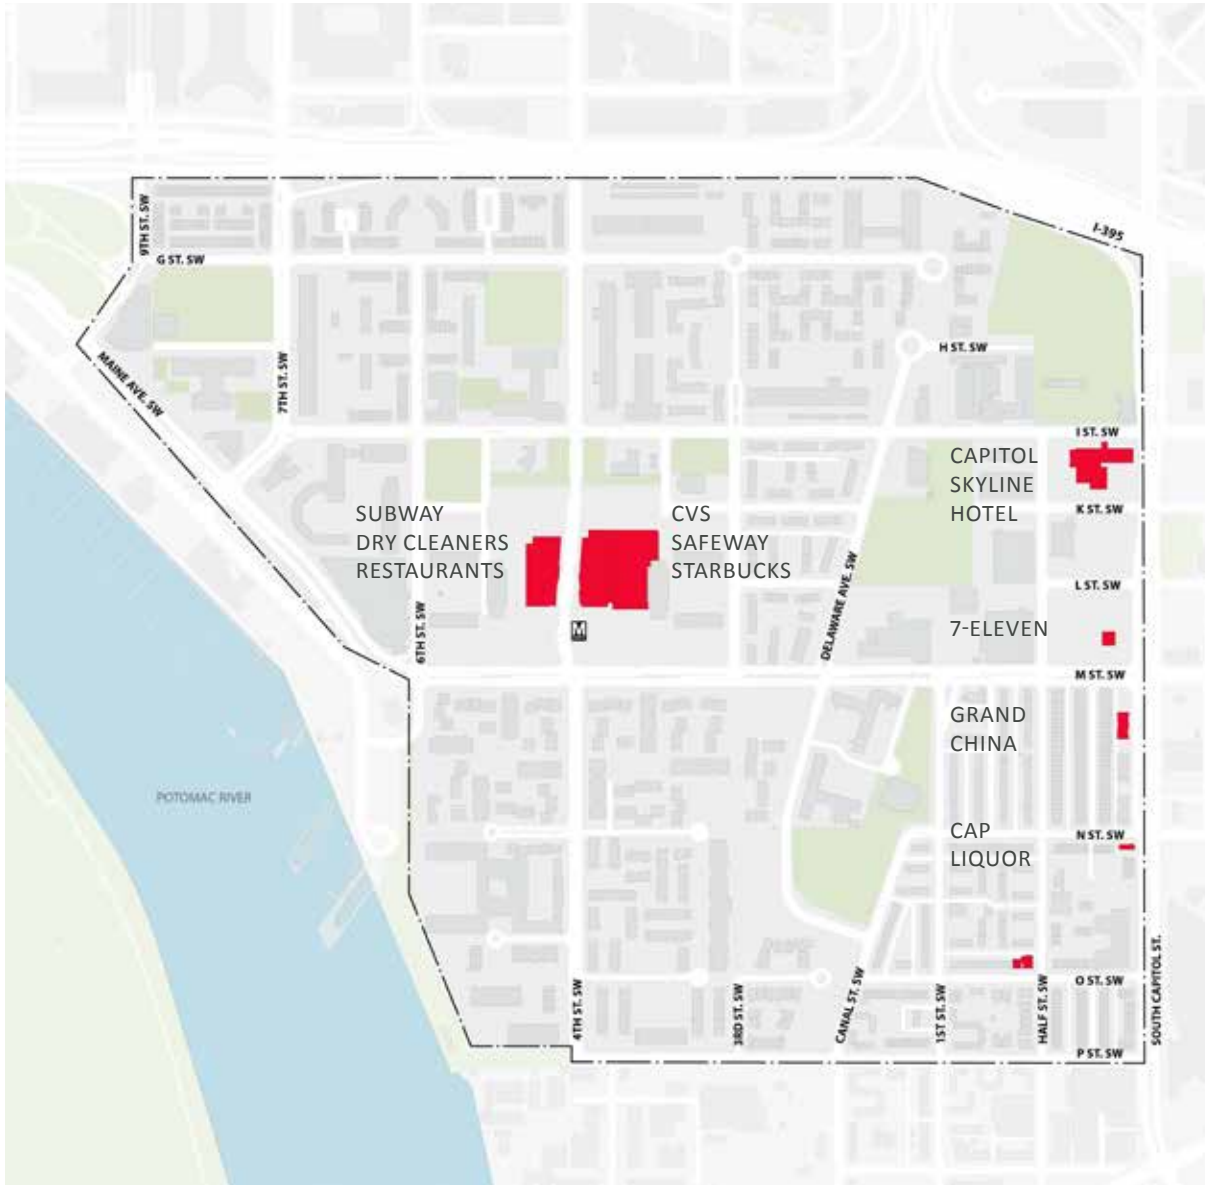 I-395
9TH ST. SW
G ST. SW
H ST. SW
MAINE AVE. SW
7TH ST. SW
I ST. SW
CAPITOL
SKYLINE
HOTEL
K ST. SW
SUBWAY
DRY CLEANERS
RESTAURANTS
CVS
SAFEWAY
STARBUCKS
L ST. SW
DELAWARE AVE. SW
6TH ST. SW
M
7-ELEVEN
M ST. SW
GRAND
CHINA
POTOMAC RIVER
CAP
LIQUOR
N ST. SW
4TH ST. SW
3RD ST. SW
CANAL ST. SW
1ST ST. SW
HALF ST. SW
O ST. SW
SOUTH CAPITOL ST.
P ST. SW